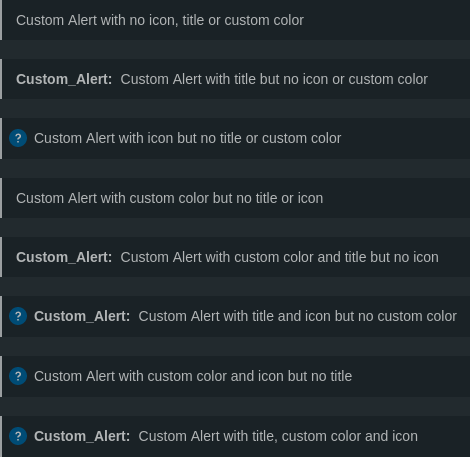 Custom Alert with no icon, title or custom color
Custom_Alert: Custom Alert with title but no icon or custom color
? Custom Alert with icon but no title or custom color
Custom Alert with custom color but no title or icon
Custom_Alert: Custom Alert with custom color and title but no icon
? Custom_Alert: Custom Alert with title and icon but no custom color
? Custom Alert with custom color and icon but no title
? Custom_Alert: Custom Alert with title, custom color and icon